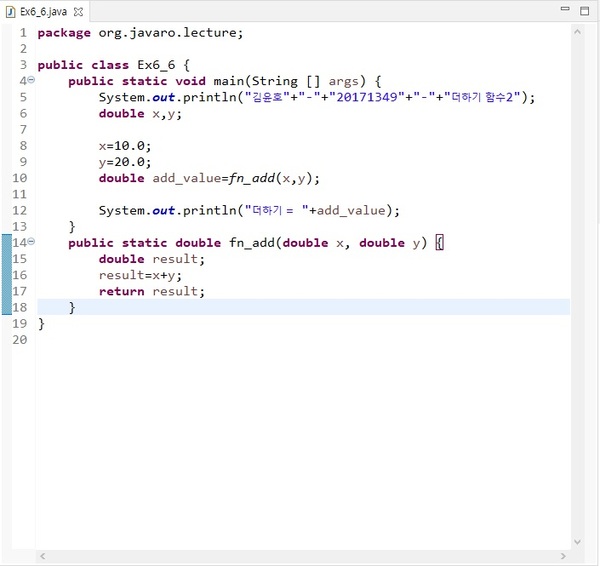 Ex6_6.java
1 package org.javaro.lecture;
2
3 public class Ex6_6 {
4 public static void main(String [] args) {
5 System.out.println("김윤호"+"-"+"20171349"+"-"+"더하기 함수2");
6 double x,y;
7
8 x=10.0;
9 y=20.0;
10 double add_value=fn_add(x,y);
11
12 System.out.println("더하기 = "+add_value);
13 }
14 public static double fn_add(double x, double y) {
15 double result;
16 result=x+y;
17 return result;
18 }
19 }
20